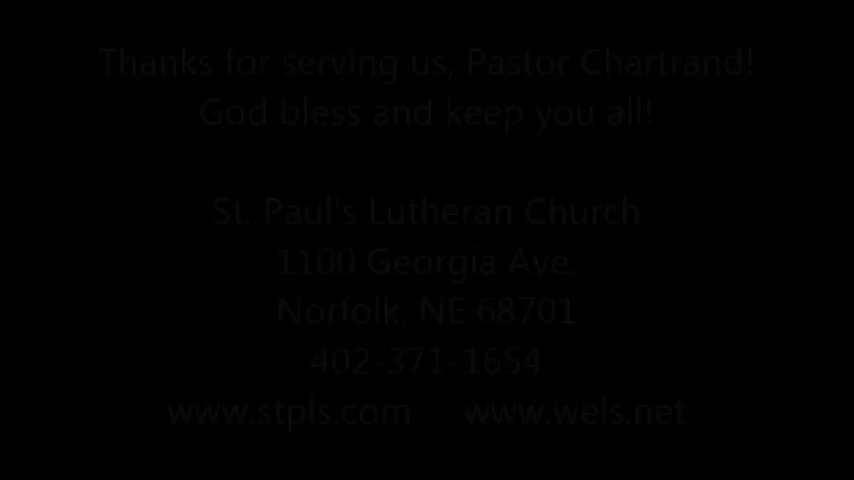 Thanks for serving us, Pastor Chartrand!
God bless and keep you all!
St. Paul's Lutheran Church
1100 Georgia Ave.
Norfolk, NE 68701
402-371-1654
www.stpls.com www.wels.net